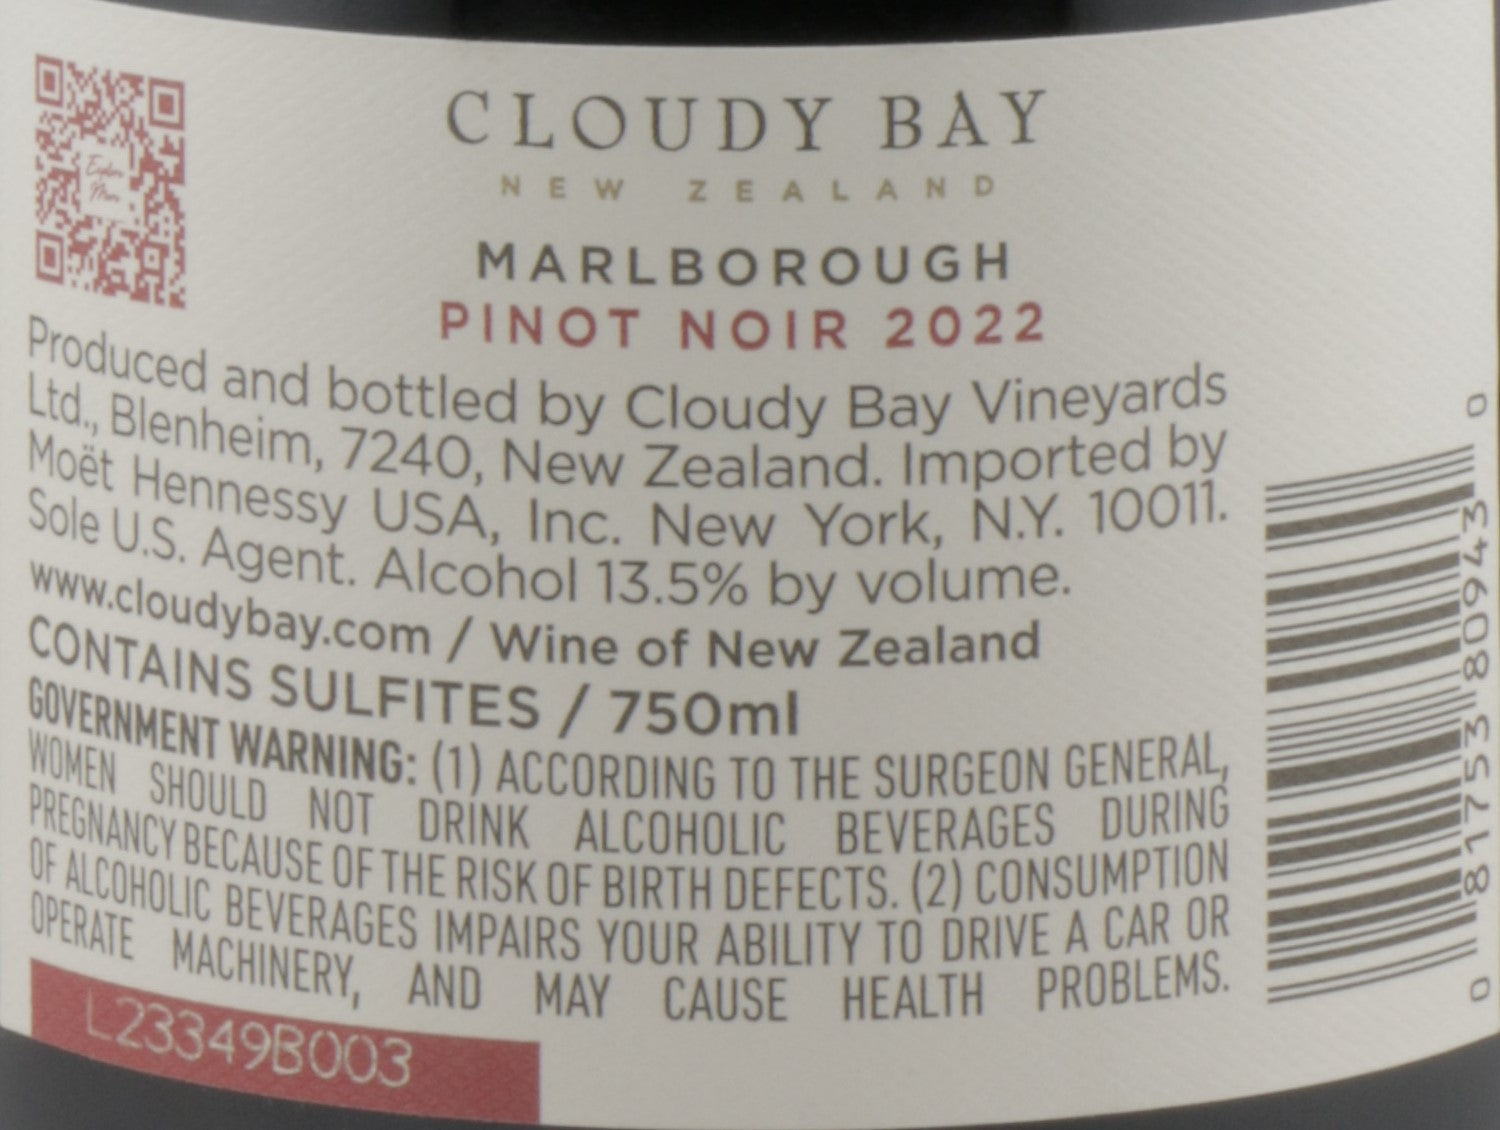 Explore
More
CLOUDY BAY
NEW ZEALAND
MARLBOROUGH
PINOT NOIR 2022
Produced and bottled by Cloudy Bay Vineyards
Ltd., Blenheim, 7240, New Zealand. Imported by
Moët Hennessy USA, Inc. New York, N.Y. 10011.
Sole U.S. Agent. Alcohol 13.5% by volume.
www.cloudybay.com / Wine of New Zealand
CONTAINS SULFITES / 750ml
GOVERNMENT WARNING: (1) ACCORDING TO THE SURGEON GENERAL,
WOMEN SHOULD NOT DRINK ALCOHOLIC BEVERAGES DURING
PREGNANCY BECAUSE OF THE RISK OF BIRTH DEFECTS. (2) CONSUMPTION
OF ALCOHOLIC BEVERAGES IMPAIRS YOUR ABILITY TO DRIVE A CAR OR
OPERATE MACHINERY, AND MAY CAUSE HEALTH PROBLEMS.
L23349B003
0 81753 80943 0